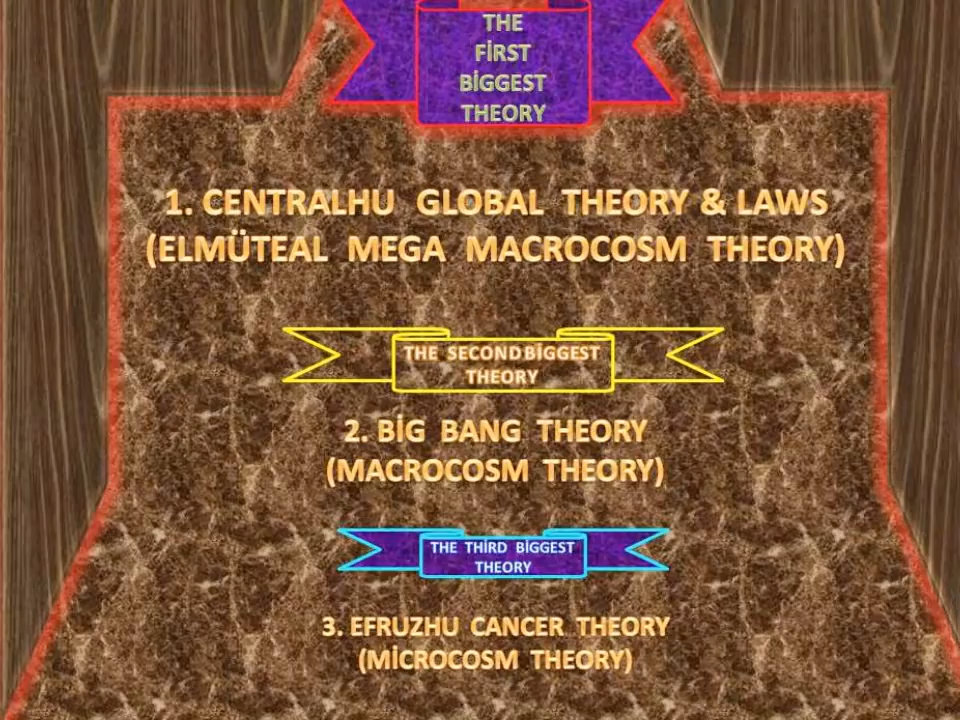 THE
FİRST
BİGGEST
THEORY
1. CENTRALHU GLOBAL THEORY & LAWS
(ELMÜTEAL MEGA MACROCOSM THEORY)
THE SECOND BİGGEST
THEORY
2. BİG BANG THEORY
(MACROCOSM THEORY)
THE THİRD BİGGEST
THEORY
3. EFRUZHU CANCER THEORY
(MİCROCOSM THEORY)